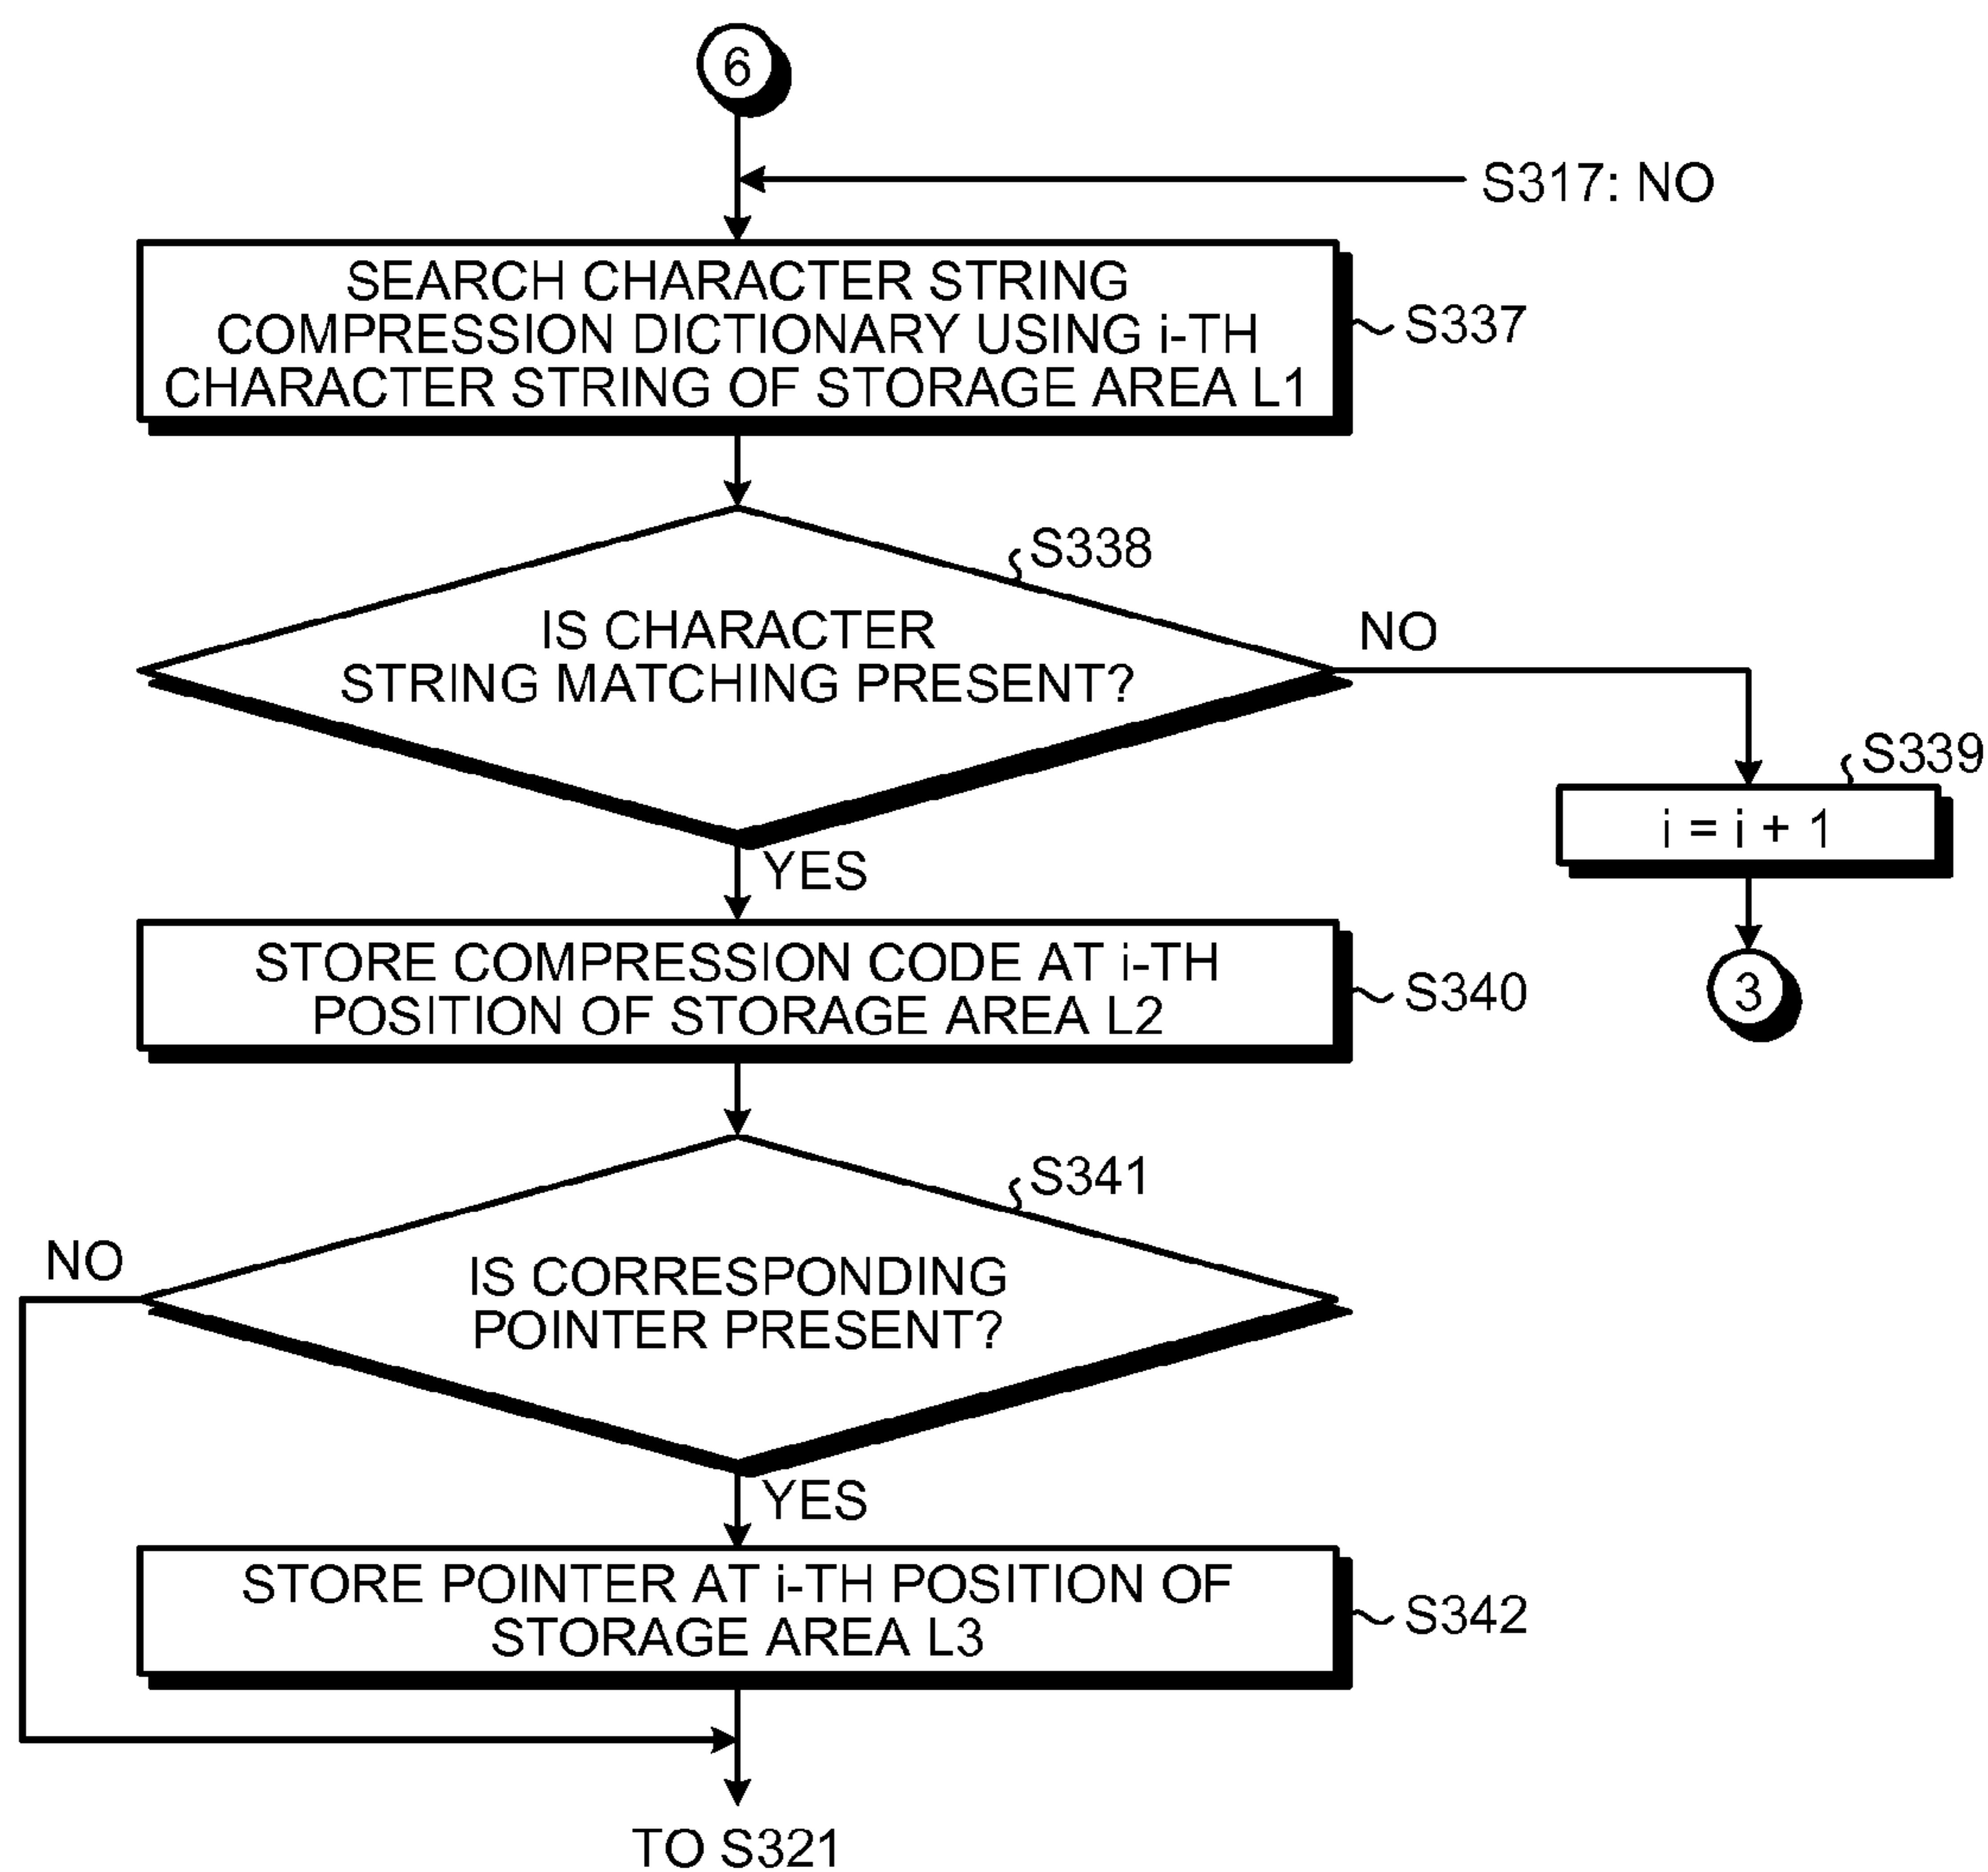 6
S317: NO
SEARCH CHARACTER STRING
COMPRESSION DICTIONARY USING i-TH
CHARACTER STRING OF STORAGE AREA L1
S337
S338
IS CHARACTER
STRING MATCHING PRESENT?
NO
S339
i = i + 1
3
YES
STORE COMPRESSION CODE AT i-TH
POSITION OF STORAGE AREA L2
S340
S341
IS CORRESPONDING
POINTER PRESENT?
NO
YES
STORE POINTER AT i-TH POSITION OF
STORAGE AREA L3
S342
TO S321